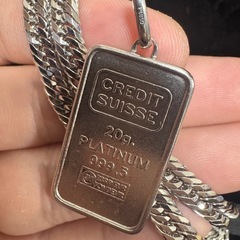 CREDIT
SUISSE
20g.
PLATINUM
999,5